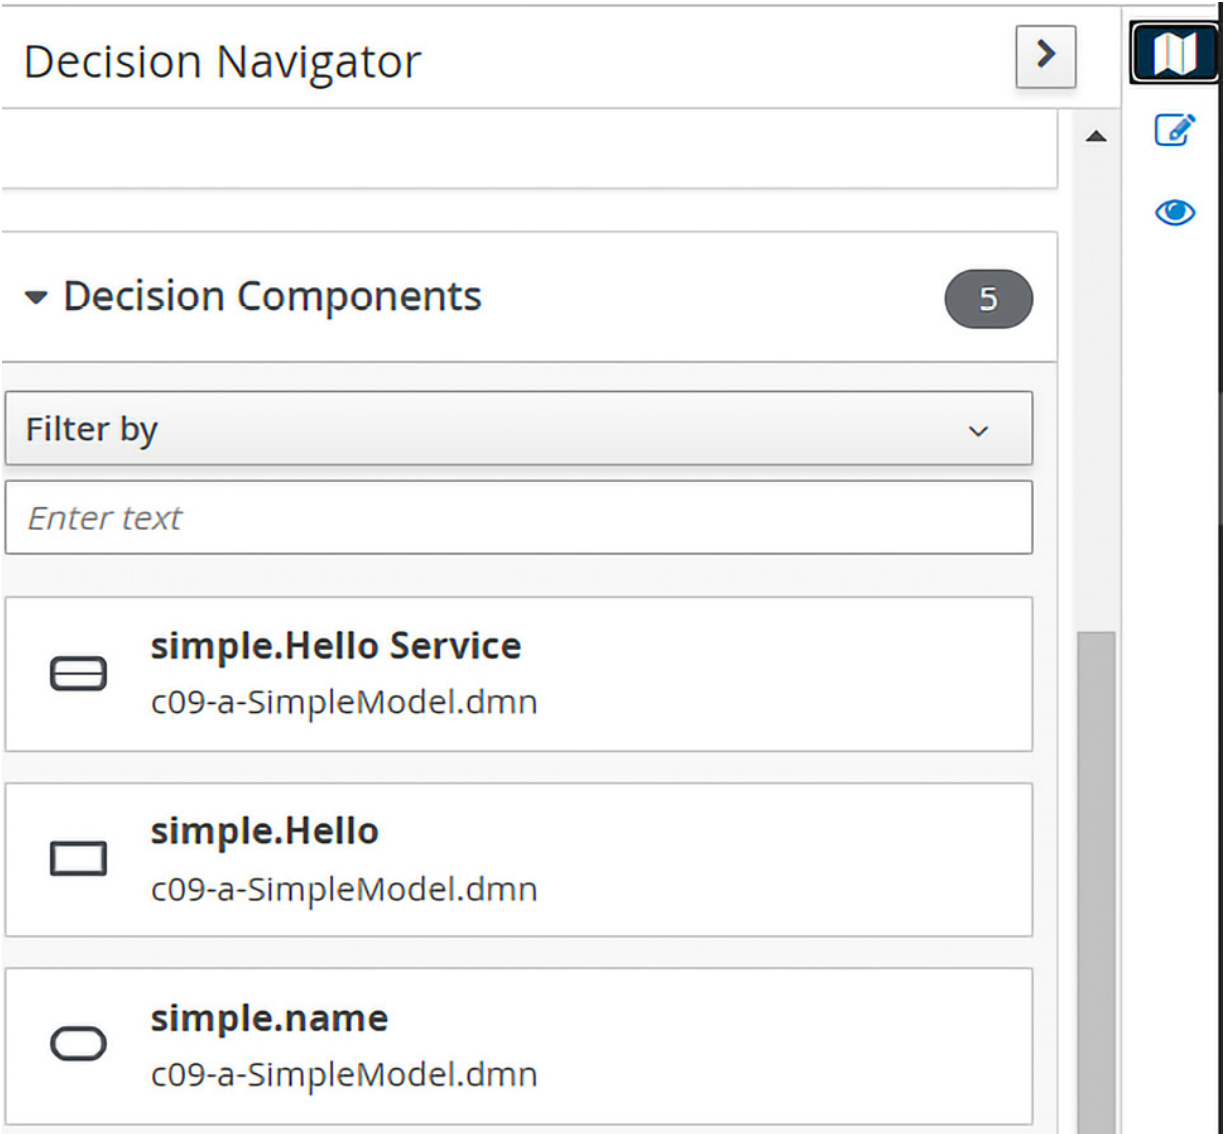 Decision Navigator
Decision Components
5
Filter by
Enter text
simple.Hello Service
c09-a-SimpleModel.dmn
simple.Hello
c09-a-SimpleModel.dmn
simple.name
c09-a-SimpleModel.dmn